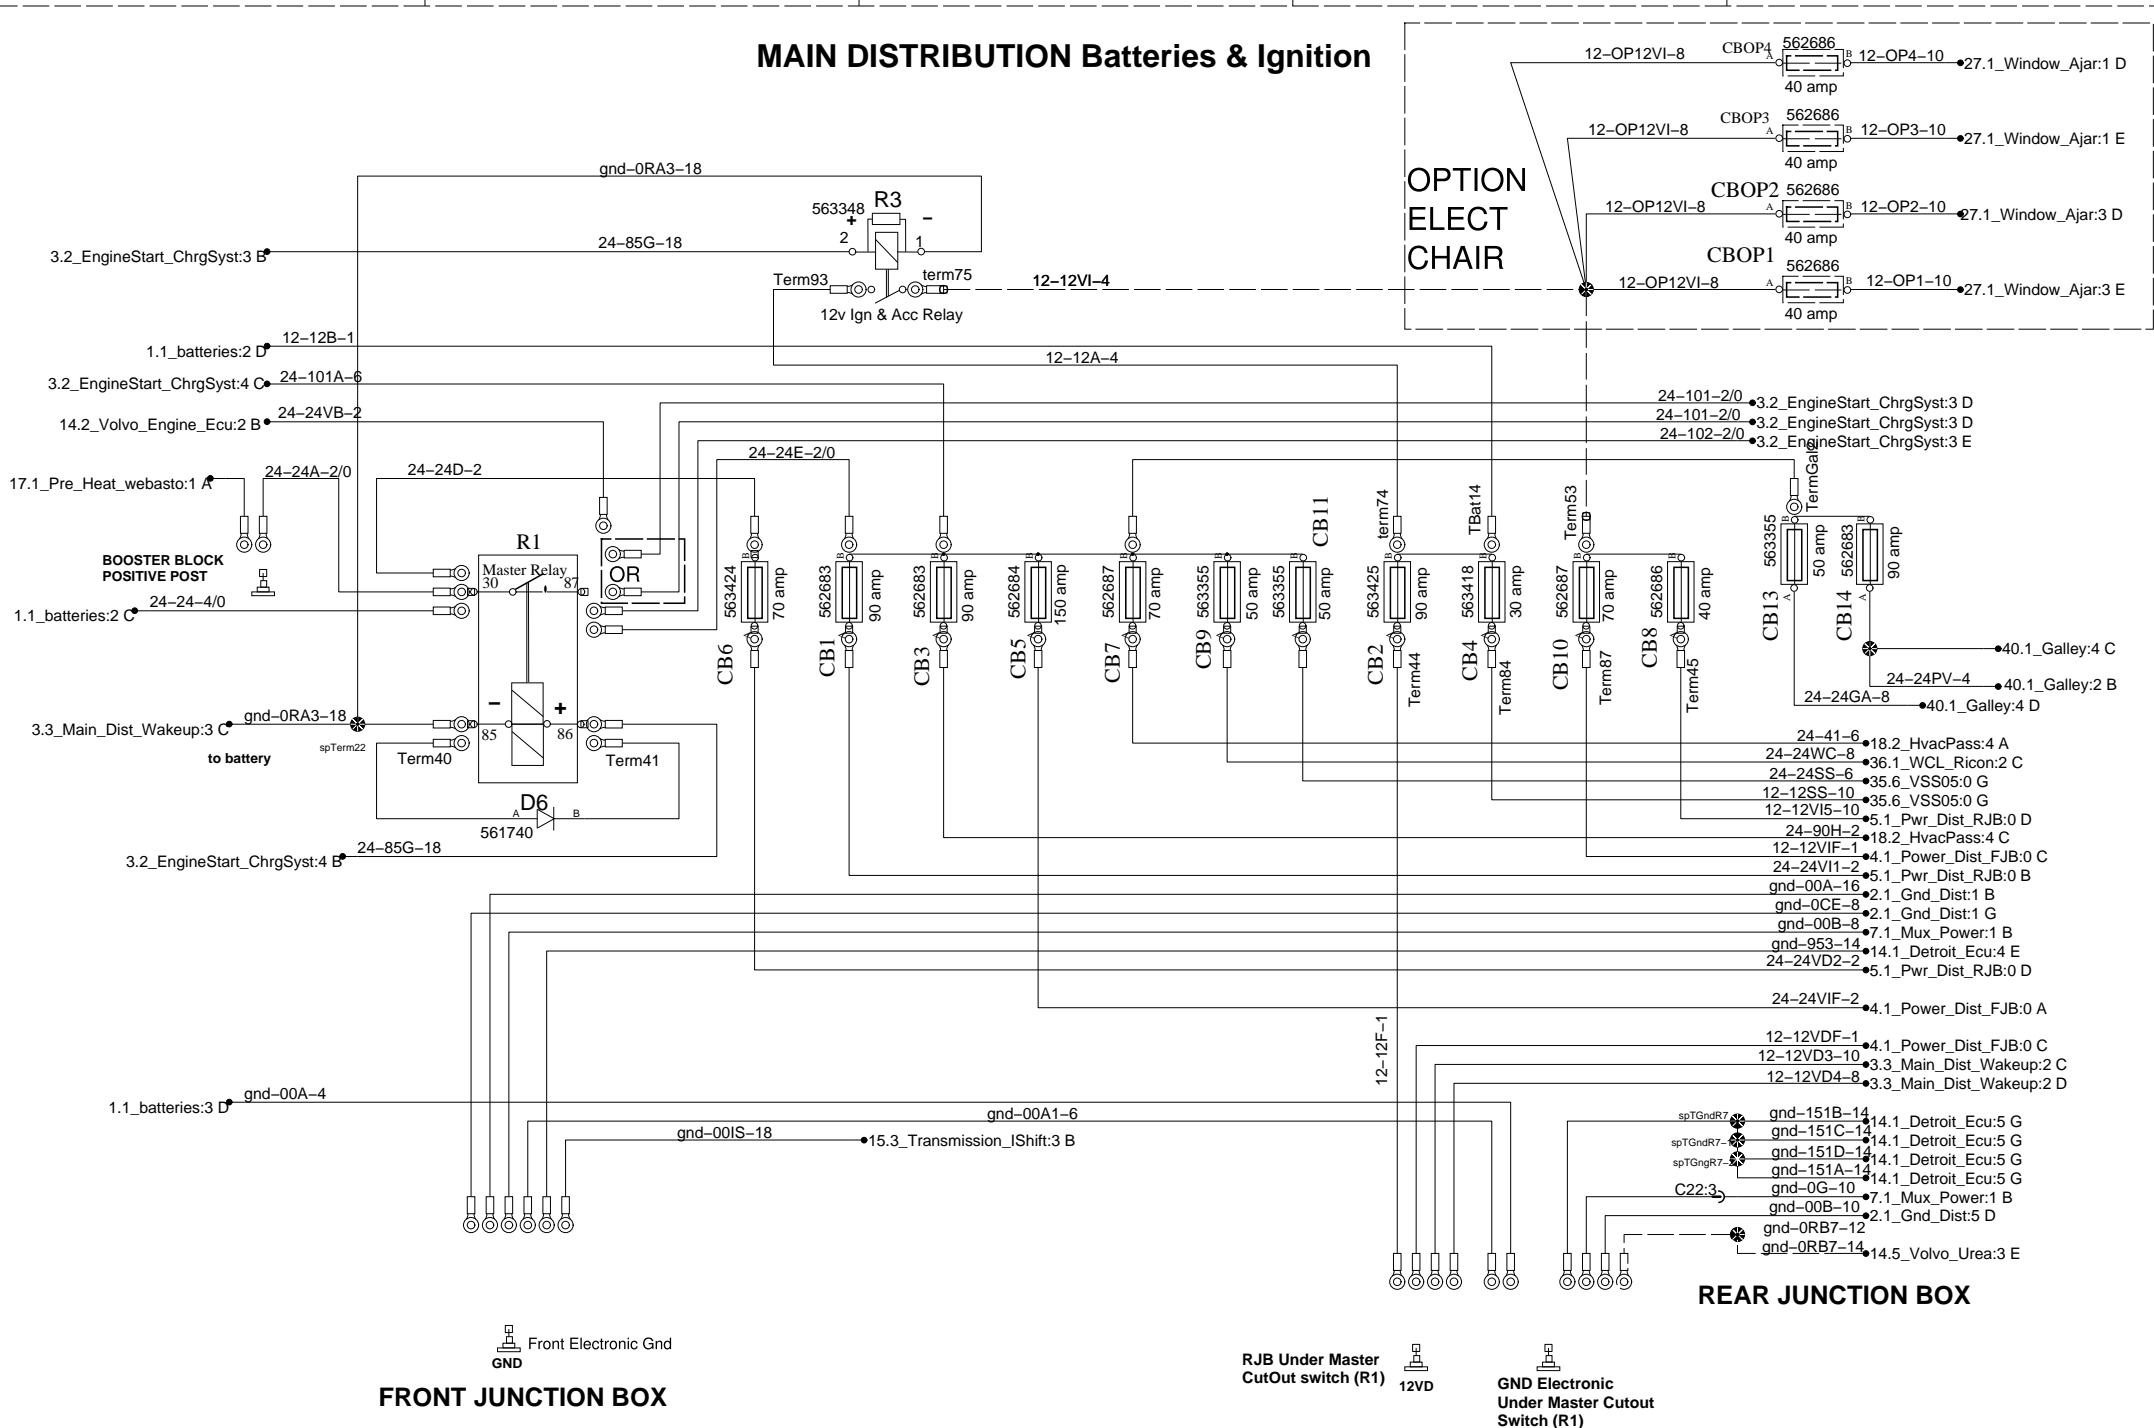 MAIN DISTRIBUTION Batteries & Ignition
12-OP12VI-8
CBOP4
562686
A
B
12-OP4-10
27.1_Window_Ajar:1 D
40 amp
12-OP12VI-8
CBOP3
562686
A
B
12-OP3-10
27.1_Window_Ajar:1 E
40 amp
OPTION
ELECT
CHAIR
12-OP12VI-8
CBOP2
562686
A
B
12-OP2-10
27.1_Window_Ajar:3 D
40 amp
12-OP12VI-8
CBOP1
562686
A
B
12-OP1-10
27.1_Window_Ajar:3 E
40 amp
gnd-0RA3-18
563348
R3
+
-
2
1
24-85G-18
3.2_EngineStart_ChrgSyst:3 B
Term93
term75
12-12VI-4
12v Ign & Acc Relay
12-12B-1
1.1_batteries:2 D
12-12A-4
24-101A-6
3.2_EngineStart_ChrgSyst:4 C
24-24VB-2
14.2_Volvo_Engine_Ecu:2 B
24-101-2/0
3.2_EngineStart_ChrgSyst:3 D
24-101-2/0
3.2_EngineStart_ChrgSyst:3 D
24-102-2/0
3.2_EngineStart_ChrgSyst:3 E
24-24E-2/0
17.1_Pre_Heat_webasto:1 A
24-24A-2/0
24-24D-2
BOOSTER BLOCK
POSITIVE POST
24-24-4/0
1.1_batteries:2 C
R1
Master Relay
30
87
OR
B
563424
70 amp
A
CB6
B
562683
90 amp
A
CB1
B
562683
90 amp
A
CB3
B
562684
150 amp
A
CB5
B
562687
70 amp
A
CB7
B
563355
50 amp
A
CB9
B
563355
50 amp
A
CB11
term74
B
563425
90 amp
A
CB2
Term44
TBat14
B
563418
30 amp
A
CB4
Term84
Term53
B
562687
70 amp
A
CB10
Term87
B
562686
40 amp
A
CB8
Term45
TermGal2
B
563355
50 amp
A
CB13
B
562683
90 amp
A
CB14
40.1_Galley:4 C
24-24PV-4
40.1_Galley:2 B
24-24GA-8
40.1_Galley:4 D
gnd-0RA3-18
3.3_Main_Dist_Wakeup:3 C
to battery
spTerm22
-
+
85
86
Term40
Term41
D6
A
B
561740
24-85G-18
3.2_EngineStart_ChrgSyst:4 B
24-41-6
18.2_HvacPass:4 A
24-24WC-8
36.1_WCL_Ricon:2 C
24-24SS-6
35.6_VSS05:0 G
12-12SS-10
35.6_VSS05:0 G
12-12VI5-10
5.1_Pwr_Dist_RJB:0 D
24-90H-2
18.2_HvacPass:4 C
12-12VIF-1
4.1_Power_Dist_FJB:0 C
24-24VI1-2
5.1_Pwr_Dist_RJB:0 B
gnd-00A-16
2.1_Gnd_Dist:1 B
gnd-0CE-8
2.1_Gnd_Dist:1 G
gnd-00B-8
7.1_Mux_Power:1 B
gnd-953-14
14.1_Detroit_Ecu:4 E
24-24VD2-2
5.1_Pwr_Dist_RJB:0 D
24-24VIF-2
4.1_Power_Dist_FJB:0 A
12-12F-1
12-12VDF-1
4.1_Power_Dist_FJB:0 C
12-12VD3-10
3.3_Main_Dist_Wakeup:2 C
12-12VD4-8
3.3_Main_Dist_Wakeup:2 D
1.1_batteries:3 D
gnd-00A-4
gnd-00A1-6
gnd-00IS-18
15.3_Transmission_IShift:3 B
spTGndR7
gnd-151B-14
14.1_Detroit_Ecu:5 G
spTGndR7-
gnd-151C-14
14.1_Detroit_Ecu:5 G
spTGngR7-
gnd-151D-14
14.1_Detroit_Ecu:5 G
gnd-151A-14
14.1_Detroit_Ecu:5 G
C22:3
gnd-0G-10
7.1_Mux_Power:1 B
gnd-00B-10
2.1_Gnd_Dist:5 D
gnd-0RB7-12
gnd-0RB7-14
14.5_Volvo_Urea:3 E
REAR JUNCTION BOX
Front Electronic Gnd
GND
FRONT JUNCTION BOX
RJB Under Master
CutOut switch (R1)
12VD
GND Electronic
Under Master Cutout
Switch (R1)